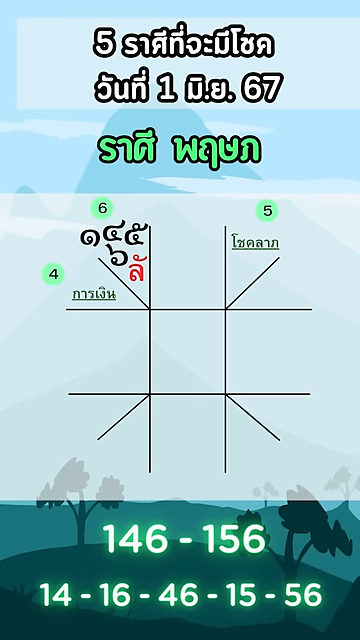 5 ราศีที่จะมีโชค
วันที่ 1 มิ.ย. 67
ราศี พฤษภ
6
5
๑๔๕
โชคลาภ
๖
4
ลั
การเงิน
146 - 156
14 - 16 - 46 - 15 - 56